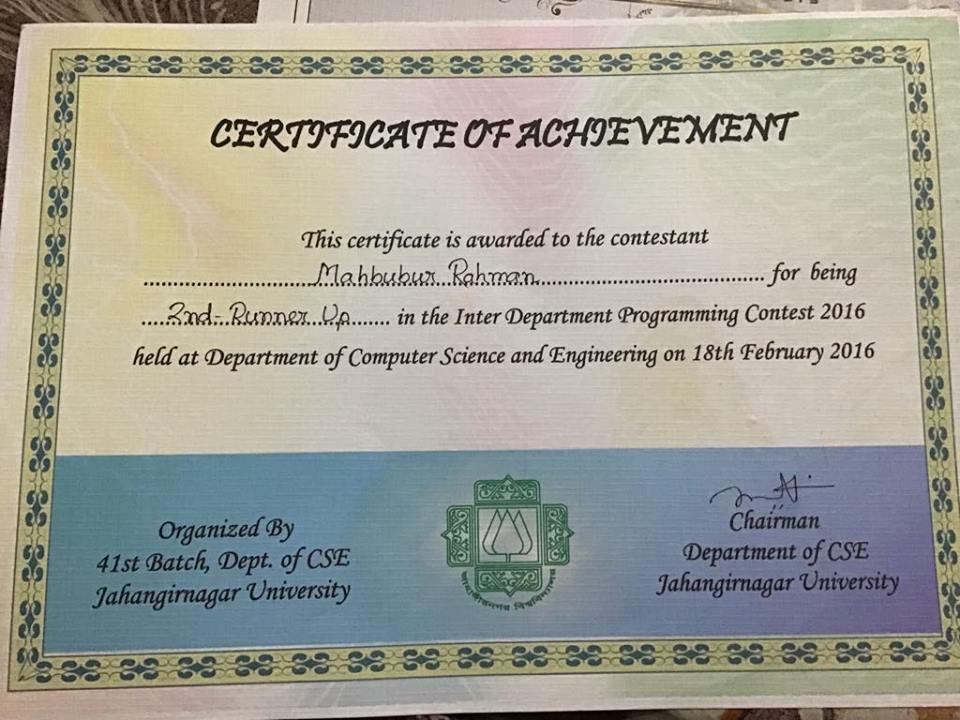 CERTIFICATE OF ACHIEVEMENT
This certificate is awarded to the contestant
Mahbubur Rahman for being
2nd-Runner Up in the Inter Department Programming Contest 2016
held at Department of Computer Science and Engineering on 18th February 2016
Organized By
41st Batch, Dept. of CSE
Jahangirnagar University
জাহাঙ্গীরনগর বিশ্ববিদ্যালয়
Chairman
Department of CSE
Jahangirnagar University